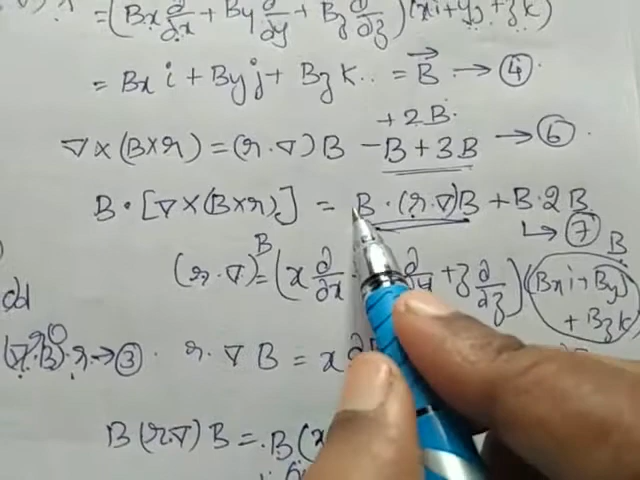 = (Bx ∂/∂x + By ∂/∂y + Bz ∂/∂z) (xi + yj + zk)
= Bx i + By j + Bz k .. = B⃗ → ④
+ 2B
∇ × (B × r) = (r . ∇) B − B + 3B → ⑥
B • [∇ × (B × r)] = B . (r . ∇) B + B . 2B
→ ⑦
(r . ∇) B = (x ∂/∂x ∂/∂y + z ∂/∂z) (Bx i + By j + Bz k) B
(∇ . B) . r → ③ r . ∇ B = x
B (r . ∇) B = . B (x